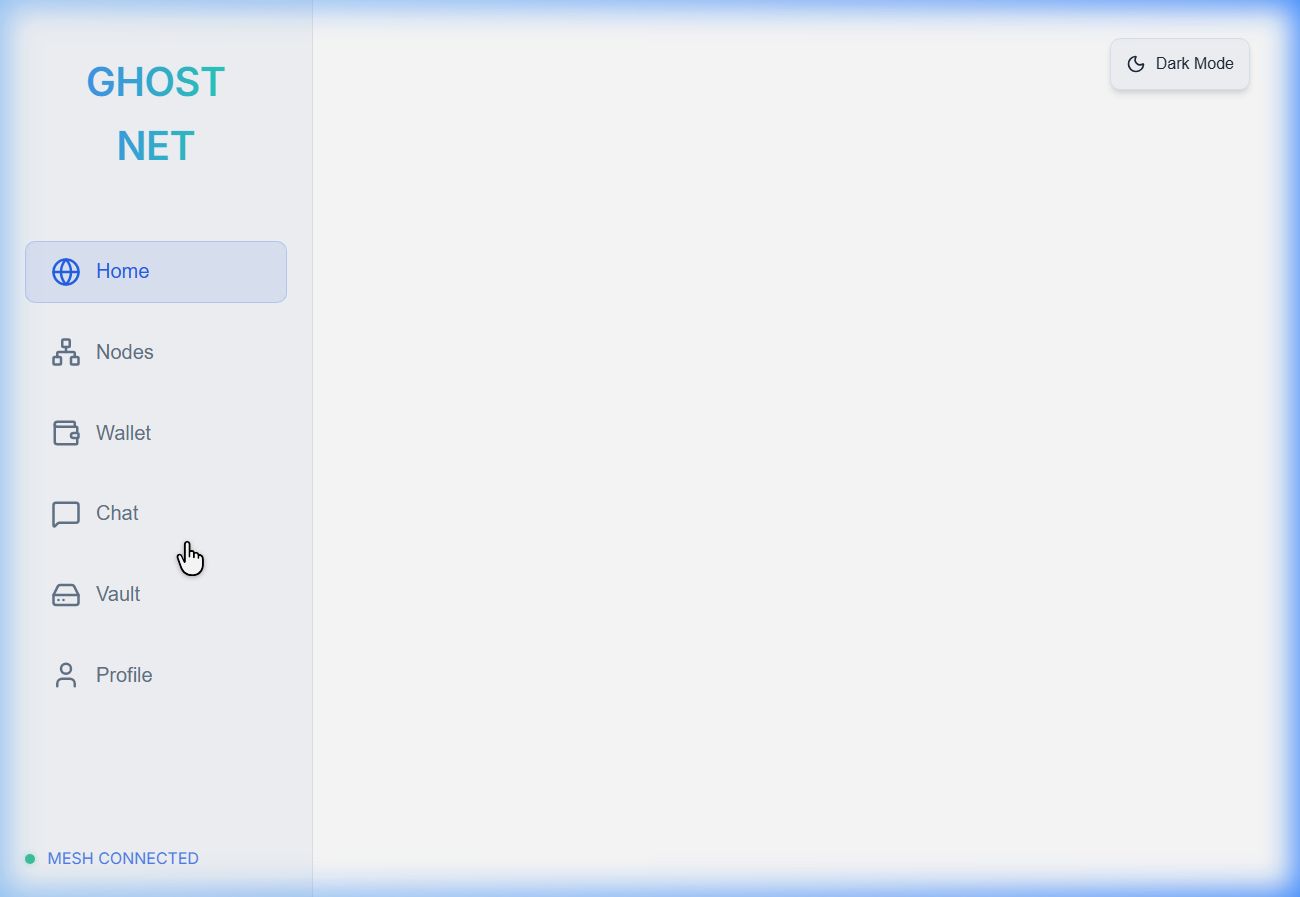 GHOST
NET
Dark Mode
Home
Nodes
Wallet
Chat
Vault
Profile
MESH CONNECTED